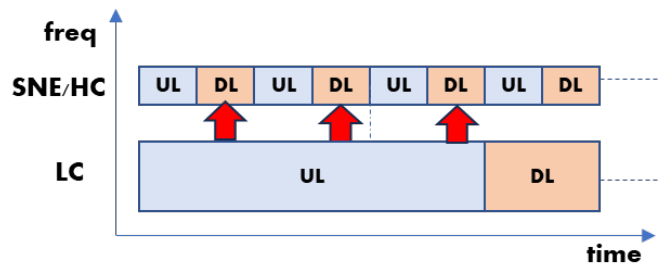 freq
SNE/HC UL DL UL DL UL DL UL DL
LC UL DL
time